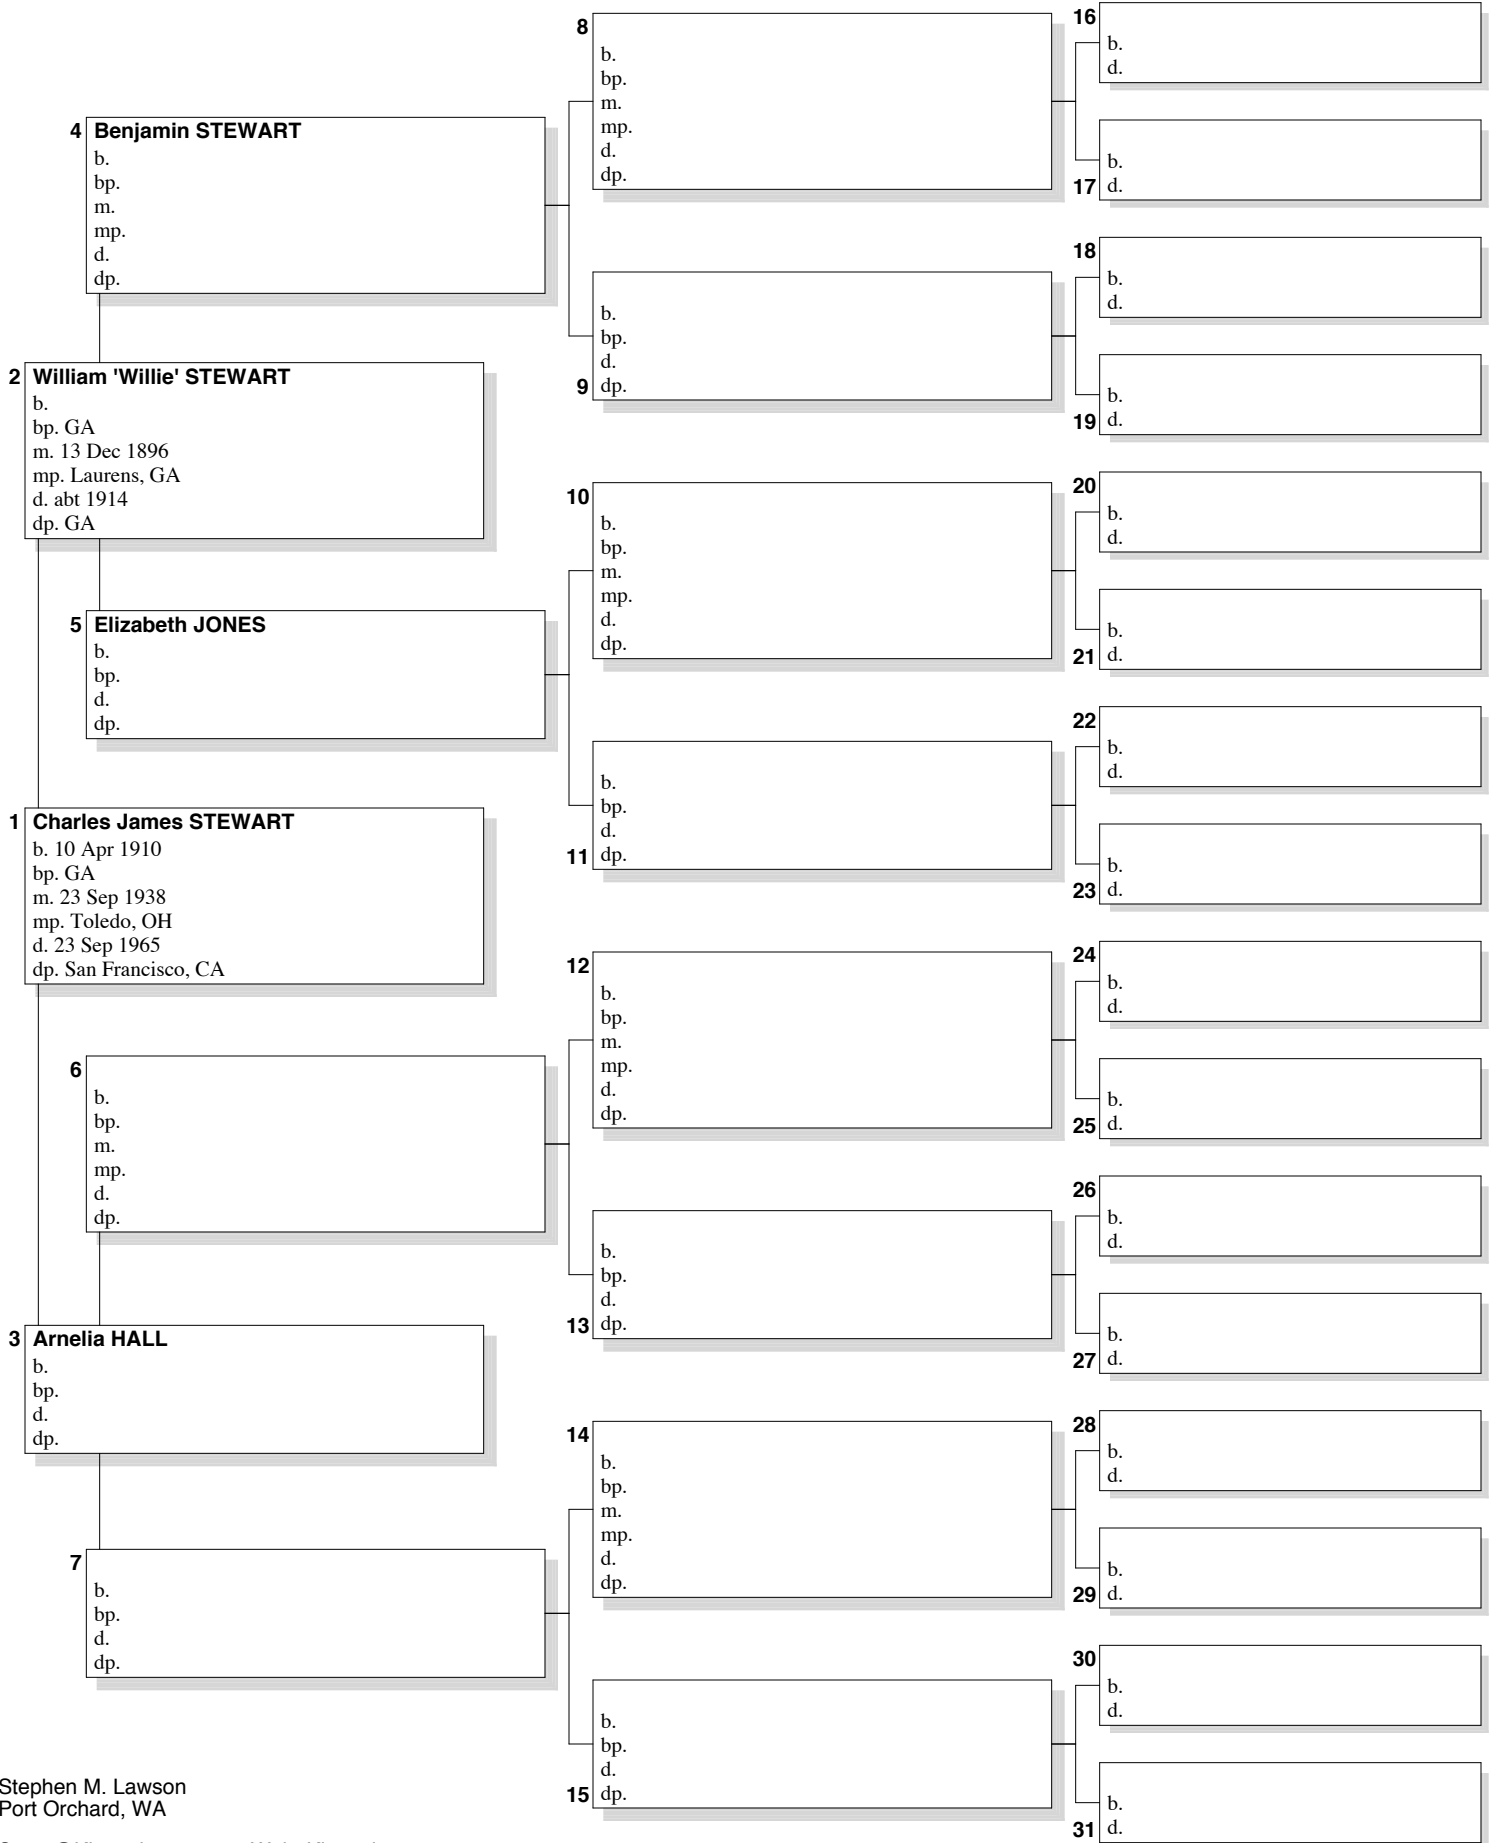 4 Benjamin STEWART
b.
bp.
m.
mp.
d.
dp.
2 William 'Willie' STEWART
b.
bp. GA
m. 13 Dec 1896
mp. Laurens, GA
d. abt 1914
dp. GA
5 Elizabeth JONES
b.
bp.
d.
dp.
1 Charles James STEWART
b. 10 Apr 1910
bp. GA
m. 23 Sep 1938
mp. Toledo, OH
d. 23 Sep 1965
dp. San Francisco, CA
6
b.
bp.
m.
mp.
d.
dp.
3 Arnelia HALL
b.
bp.
d.
dp.
7
b.
bp.
d.
dp.
8
b.
bp.
m.
mp.
d.
dp.
b.
bp.
d.
9 dp.
10
b.
bp.
m.
mp.
d.
dp.
b.
bp.
d.
11 dp.
12
b.
bp.
m.
mp.
d.
dp.
b.
bp.
d.
13 dp.
14
b.
bp.
m.
mp.
d.
dp.
b.
bp.
d.
15 dp.
16
b.
d.
b.
17 d.
18
b.
d.
b.
19 d.
20
b.
d.
b.
21 d.
22
b.
d.
b.
23 d.
24
b.
d.
b.
25 d.
26
b.
d.
b.
27 d.
28
b.
d.
b.
29 d.
30
b.
d.
b.
31 d.
Stephen M. Lawson
Port Orchard, WA